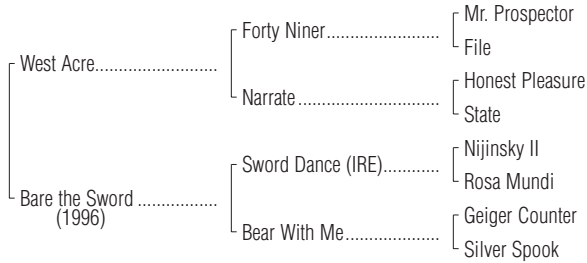 Mr. Prospector
Forty Niner.......................
File
West Acre.........................
Honest Pleasure
Narrate .............................
State
Nijinsky II
Sword Dance (IRE)............
Rosa Mundi
Bare the Sword ................
(1996)
Geiger Counter
Bear With Me...................
Silver Spook